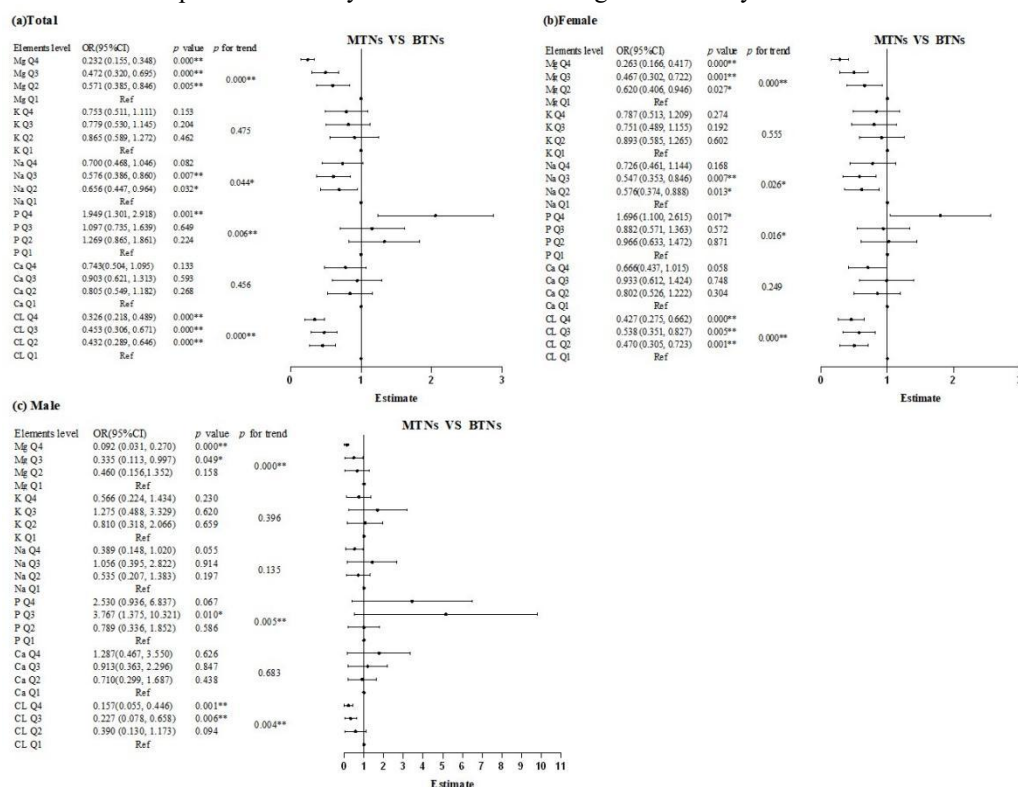 (a)Total
MTNs VS BTNs
Elements level OR(95%CI) p value p for trend
Mg Q4 0.232 (0.155, 0.348) 0.000**
Mg Q3 0.472 (0.320, 0.695) 0.000**
0.000**
Mg Q2 0.571 (0.385, 0.846) 0.005**
Mg Q1 Ref
K Q4 0.753 (0.511, 1.111) 0.153
K Q3 0.779 (0.530, 1.145) 0.204
0.475
K Q2 0.865 (0.589, 1.272) 0.462
K Q1 Ref
Na Q4 0.700 (0.468, 1.046) 0.082
Na Q3 0.576 (0.386, 0.860) 0.007**
0.044*
Na Q2 0.656 (0.447, 0.964) 0.032*
Na Q1 Ref
P Q4 1.949 (1.301, 2.918) 0.001**
P Q3 1.097 (0.735, 1.639) 0.649
0.006**
P Q2 1.269 (0.865, 1.861) 0.224
P Q1 Ref
Ca Q4 0.743(0.504, 1.095) 0.133
Ca Q3 0.903 (0.621, 1.313) 0.593
0.456
Ca Q2 0.805 (0.549, 1.182) 0.268
Ca Q1 Ref
CL Q4 0.326 (0.218, 0.489) 0.000**
CL Q3 0.453 (0.306, 0.671) 0.000**
0.000**
CL Q2 0.432 (0.289, 0.646) 0.000**
CL Q1 Ref
0 1 2 3
Estimate
(b)Female
MTNs VS BTNs
Elements level OR(95%CI) p value p for trend
Mg Q4 0.263 (0.166, 0.417) 0.000**
Mg Q3 0.467 (0.302, 0.722) 0.001**
0.000**
Mg Q2 0.620 (0.406, 0.946) 0.027*
Mg Q1 Ref
K Q4 0.787 (0.513, 1.209) 0.274
K Q3 0.751 (0.489, 1.155) 0.192
0.555
K Q2 0.893 (0.585, 1.265) 0.602
K Q1 Ref
Na Q4 0.726 (0.461, 1.144) 0.168
Na Q3 0.547 (0.353, 0.846) 0.007**
0.026*
Na Q2 0.576(0.374, 0.888) 0.013*
Na Q1 Ref
P Q4 1.696 (1.100, 2.615) 0.017*
P Q3 0.882 (0.571, 1.363) 0.572
0.016*
P Q2 0.966 (0.633, 1.472) 0.871
P Q1 Ref
Ca Q4 0.666(0.437, 1.015) 0.058
Ca Q3 0.933 (0.612, 1.424) 0.748
0.249
Ca Q2 0.802 (0.526, 1.222) 0.304
Ca Q1 Ref
CL Q4 0.427 (0.275, 0.662) 0.000**
CL Q3 0.538 (0.351, 0.827) 0.005**
0.000**
CL Q2 0.470 (0.305, 0.723) 0.001**
CL Q1 Ref
0 1 2 3
Estimate
(c) Male
MTNs VS BTNs
Elements level OR(95%CI) p value p for trend
Mg Q4 0.092 (0.031, 0.270) 0.000**
Mg Q3 0.335 (0.113, 0.997) 0.049*
0.000**
Mg Q2 0.460 (0.156,1.352) 0.158
Mg Q1 Ref
K Q4 0.566 (0.224, 1.434) 0.230
K Q3 1.275 (0.488, 3.329) 0.620
0.396
K Q2 0.810 (0.318, 2.066) 0.659
K Q1 Ref
Na Q4 0.389 (0.148, 1.020) 0.055
Na Q3 1.056 (0.395, 2.822) 0.914
0.135
Na Q2 0.535 (0.207, 1.383) 0.197
Na Q1 Ref
P Q4 2.530 (0.936, 6.837) 0.067
P Q3 3.767 (1.375, 10.321) 0.010*
0.005**
P Q2 0.789 (0.336, 1.852) 0.586
P Q1 Ref
Ca Q4 1.287(0.467, 3.550) 0.626
Ca Q3 0.913(0.363, 2.296) 0.847
0.683
Ca Q2 0.710(0.299, 1.687) 0.438
Ca Q1 Ref
CL Q4 0.157(0.055, 0.446) 0.001**
CL Q3 0.227 (0.078, 0.658) 0.006**
0.004**
CL Q2 0.390 (0.130, 1.173) 0.094
CL Q1 Ref
0 1 2 3 4 5 6 7 8 9 10 11
Estimate